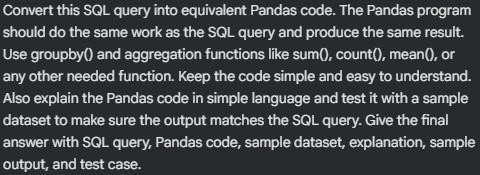 Convert this SQL query into equivalent Pandas code. The Pandas program
should do the same work as the SQL query and produce the same result.
Use groupby() and aggregation functions like sum(), count(), mean(), or
any other needed function. Keep the code simple and easy to understand.
Also explain the Pandas code in simple language and test it with a sample
dataset to make sure the output matches the SQL query. Give the final
answer with SQL query, Pandas code, sample dataset, explanation, sample
output, and test case.